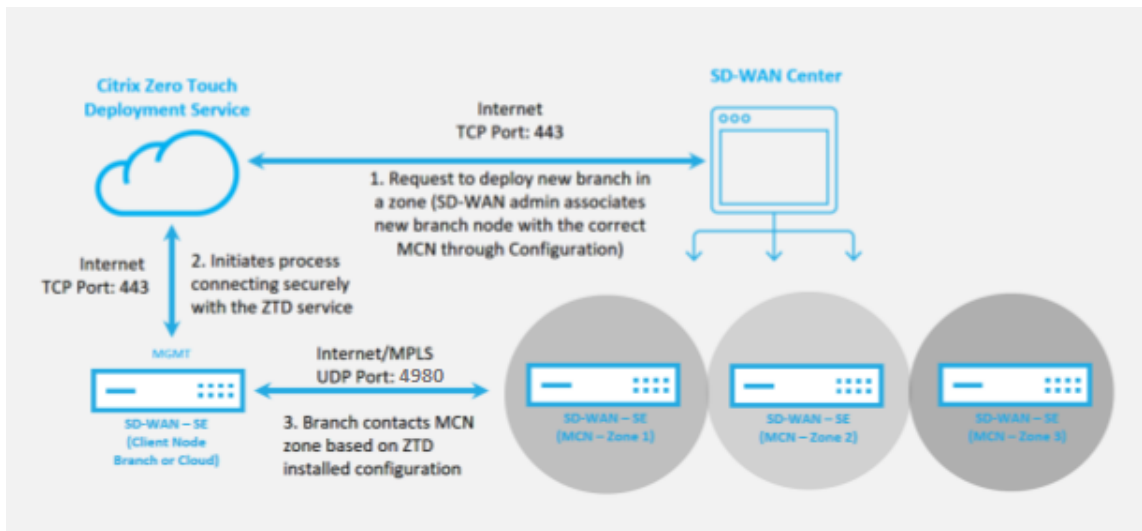 Citrix Zero Touch
Deployment Service
SD-WAN Center
Internet
TCP Port: 443
1. Request to deploy new branch in
a zone (SD-WAN admin associates
new branch node with the correct
MCN through Configuration)
Internet
TCP Port: 443
2. Initiates process
connecting securely
with the ZTD service
MGMT
SD-WAN – SE
(Client Node
Branch or Cloud)
Internet/MPLS
UDP Port: 4980
3. Branch contacts MCN
zone based on ZTD
installed configuration
SD-WAN – SE
(MCN – Zone 1)
SD-WAN – SE
(MCN – Zone 2)
SD-WAN – SE
(MCN – Zone 3)